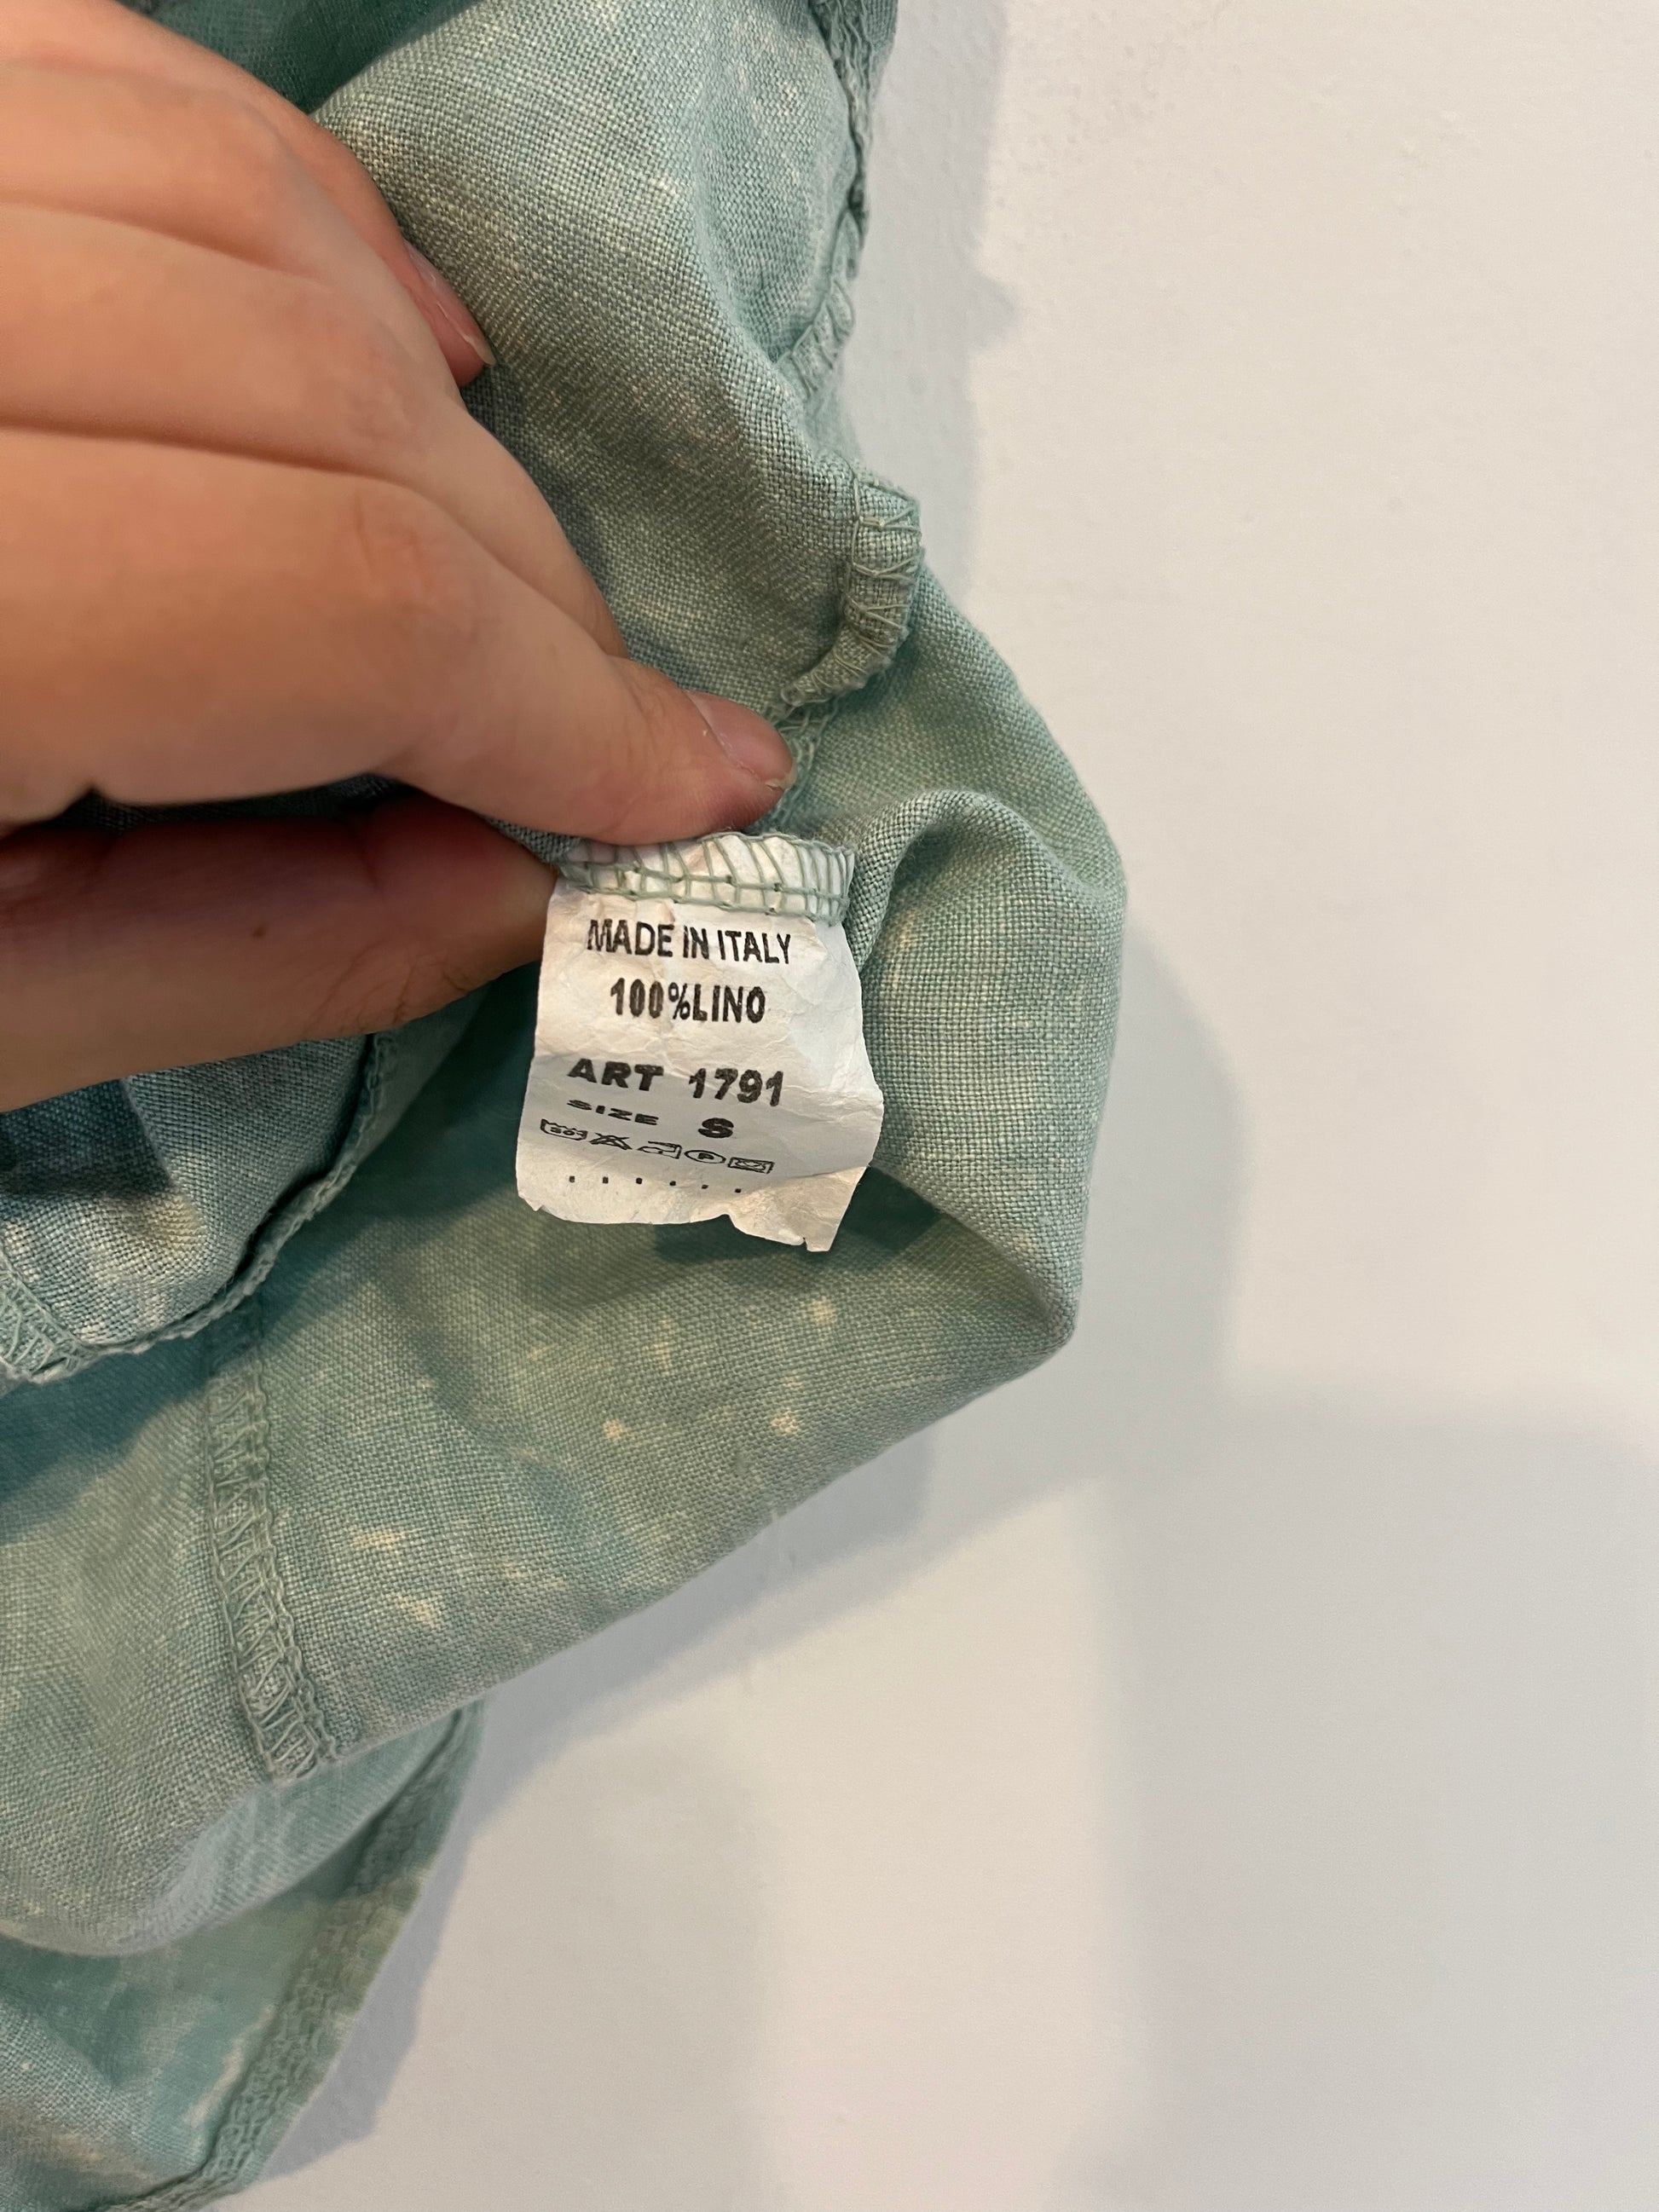 MADE IN ITALY
100%LINO
ART 1791
SIZE S